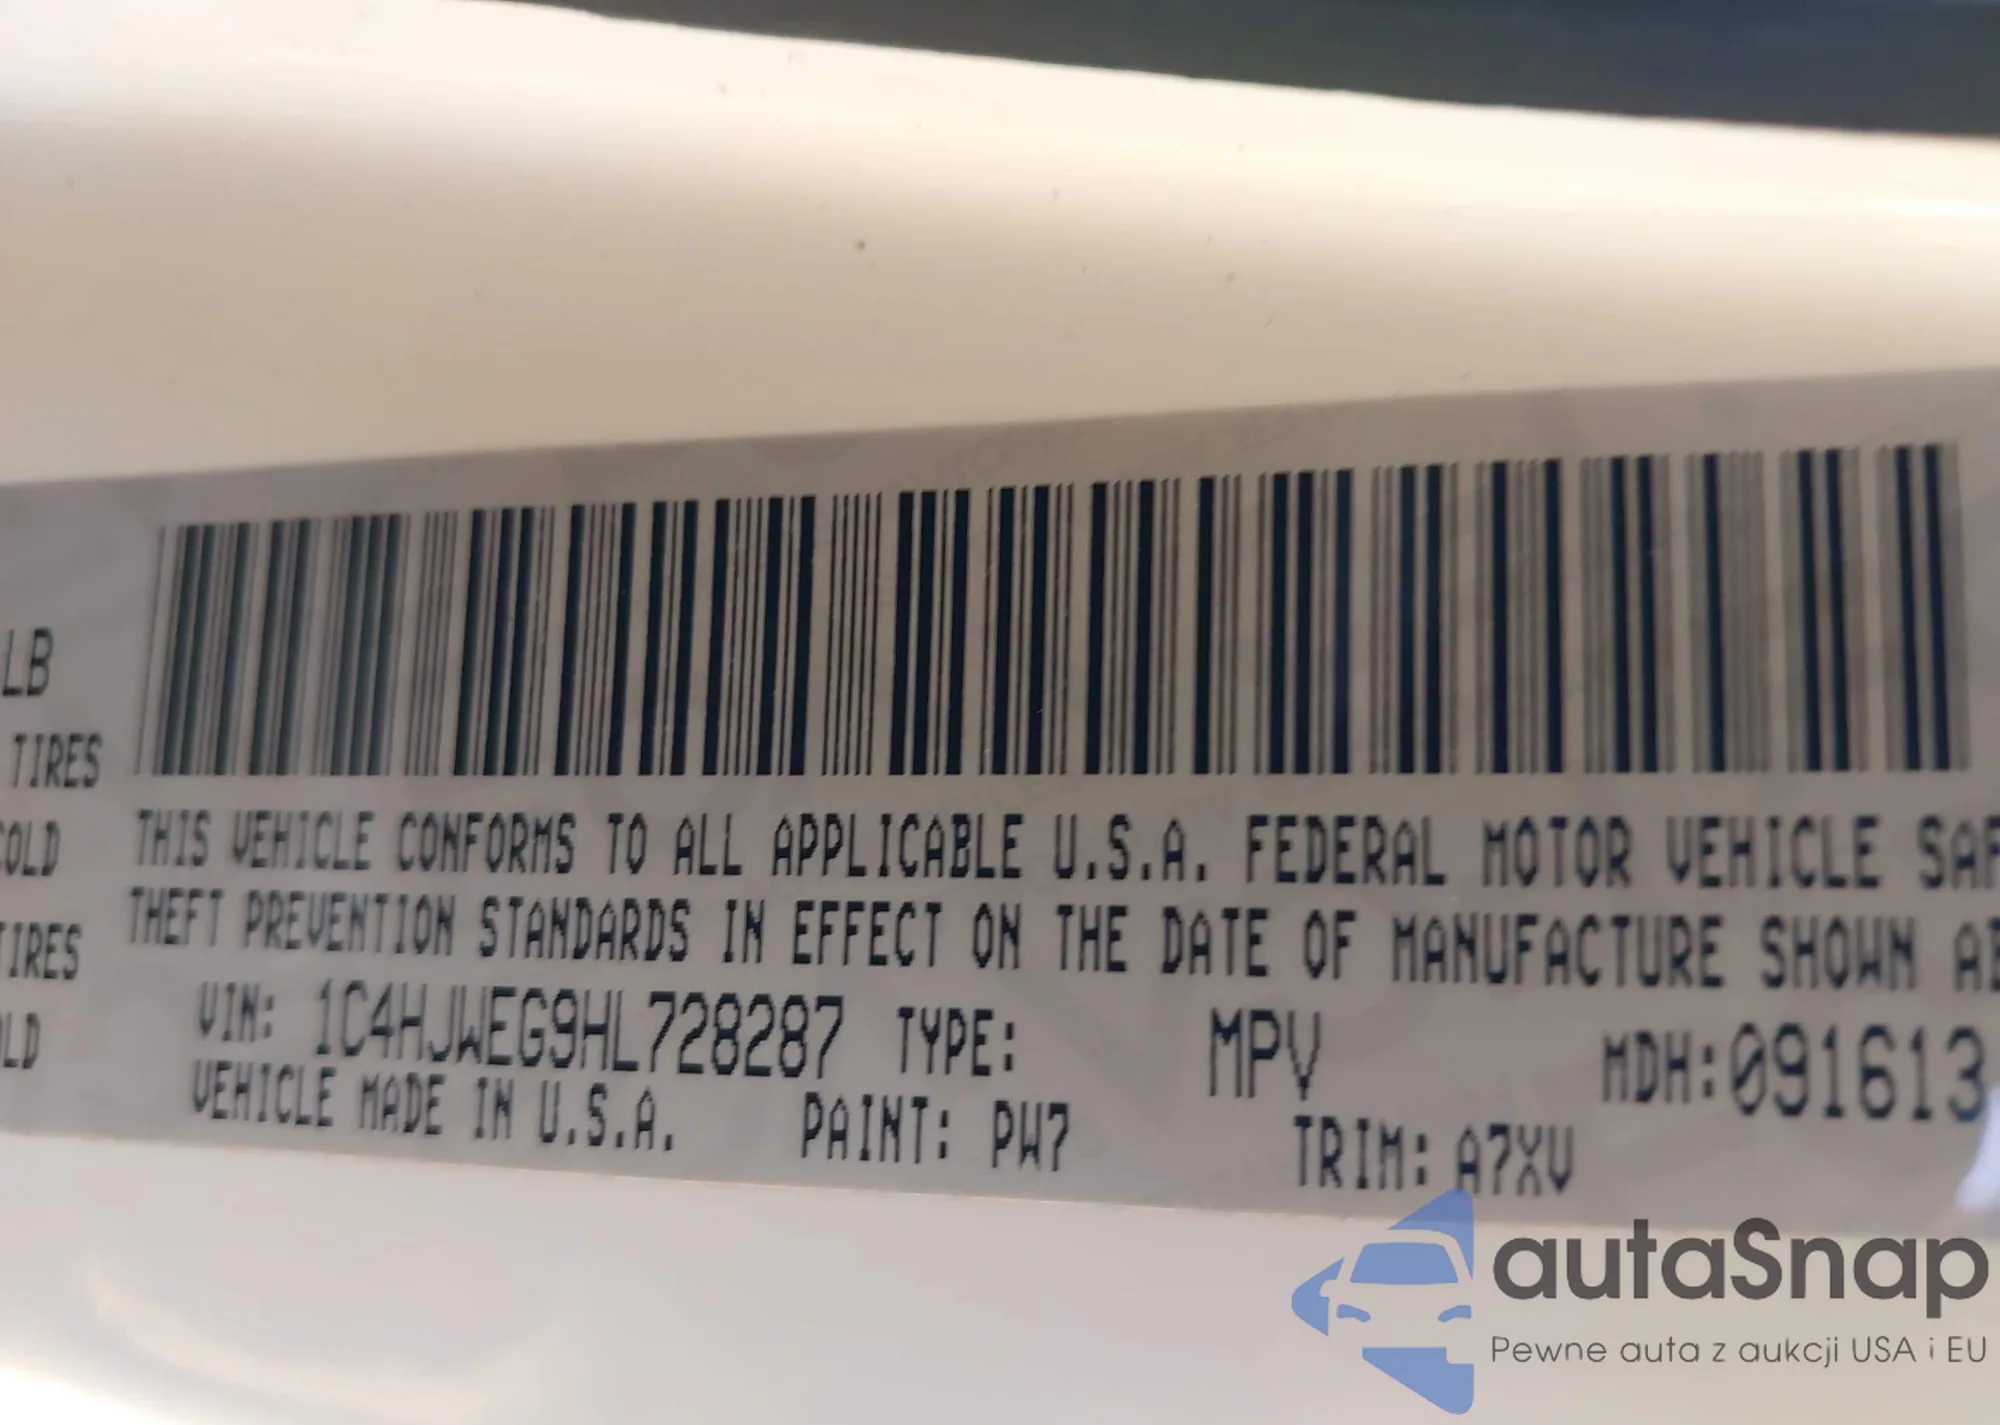 LB
TIRES
COLD
TIRES
OLD
THIS VEHICLE CONFORMS TO ALL APPLICABLE U.S.A. FEDERAL MOTOR VEHICLE SAF
THEFT PREVENTION STANDARDS IN EFFECT ON THE DATE OF MANUFACTURE SHOWN AB
VIN: 1C4HJWEG9HL728287 TYPE: MPV MDH:091613
VEHICLE MADE IN U.S.A. PAINT: PW7 TRIM: A7XV
autaSnap
Pewne auta z aukcji USA i EU